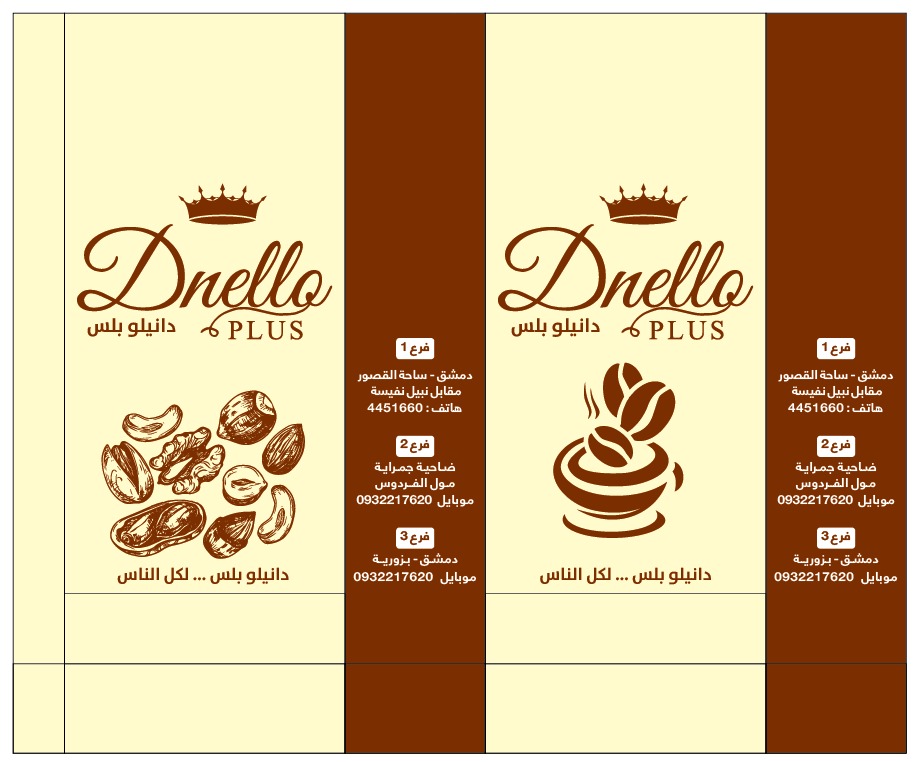 Dnello
دانيلو بلس
PLUS
دانيلو بلس ... لكل الناس
فرع 1
دمشق - ساحة القصور
مقابل نبيل نفيسة
هاتف : 4451660
فرع 2
ضاحية جمراية
مول الفردوس
موبايل 0932217620
فرع 3
دمشق - بزورية
موبايل 0932217620
Dnello
دانيلو بلس
PLUS
دانيلو بلس ... لكل الناس
فرع 1
دمشق - ساحة القصور
مقابل نبيل نفيسة
هاتف : 4451660
فرع 2
ضاحية جمراية
مول الفردوس
موبايل 0932217620
فرع 3
دمشق - بزورية
موبايل 0932217620